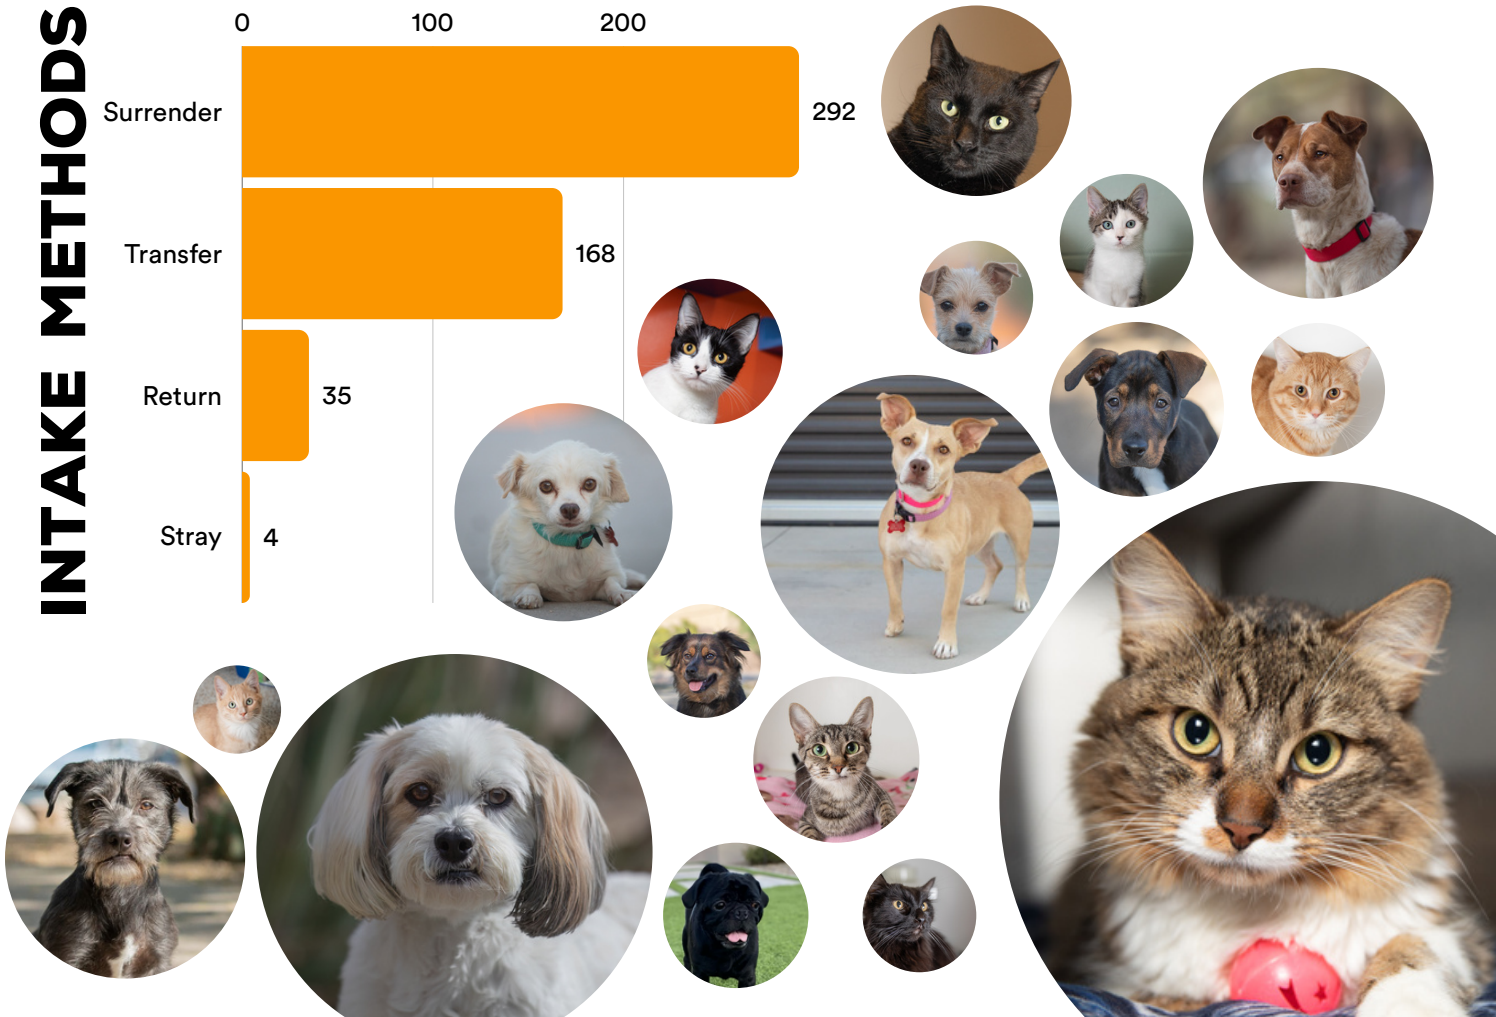 INTAKE METHODS
0 100 200
Surrender 292
Transfer 168
Return 35
Stray 4